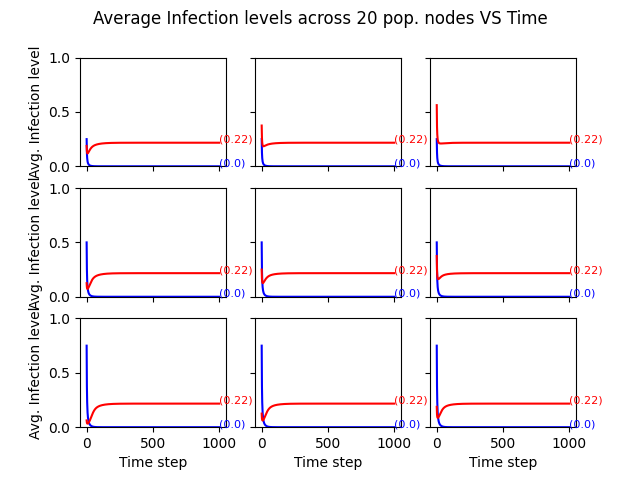 Average Infection levels across 20 pop. nodes VS Time
Avg. Infection level
1.0
0.5
0.0
(0.22)
(0.0)
(0.22)
(0.0)
(0.22)
(0.0)
Avg. Infection level
1.0
0.5
0.0
(0.22)
(0.0)
(0.22)
(0.0)
(0.22)
(0.0)
Avg. Infection level
1.0
0.5
0.0
(0.22)
(0.0)
(0.22)
(0.0)
(0.22)
(0.0)
0 500 1000
0 500 1000
0 500 1000
Time step
Time step
Time step